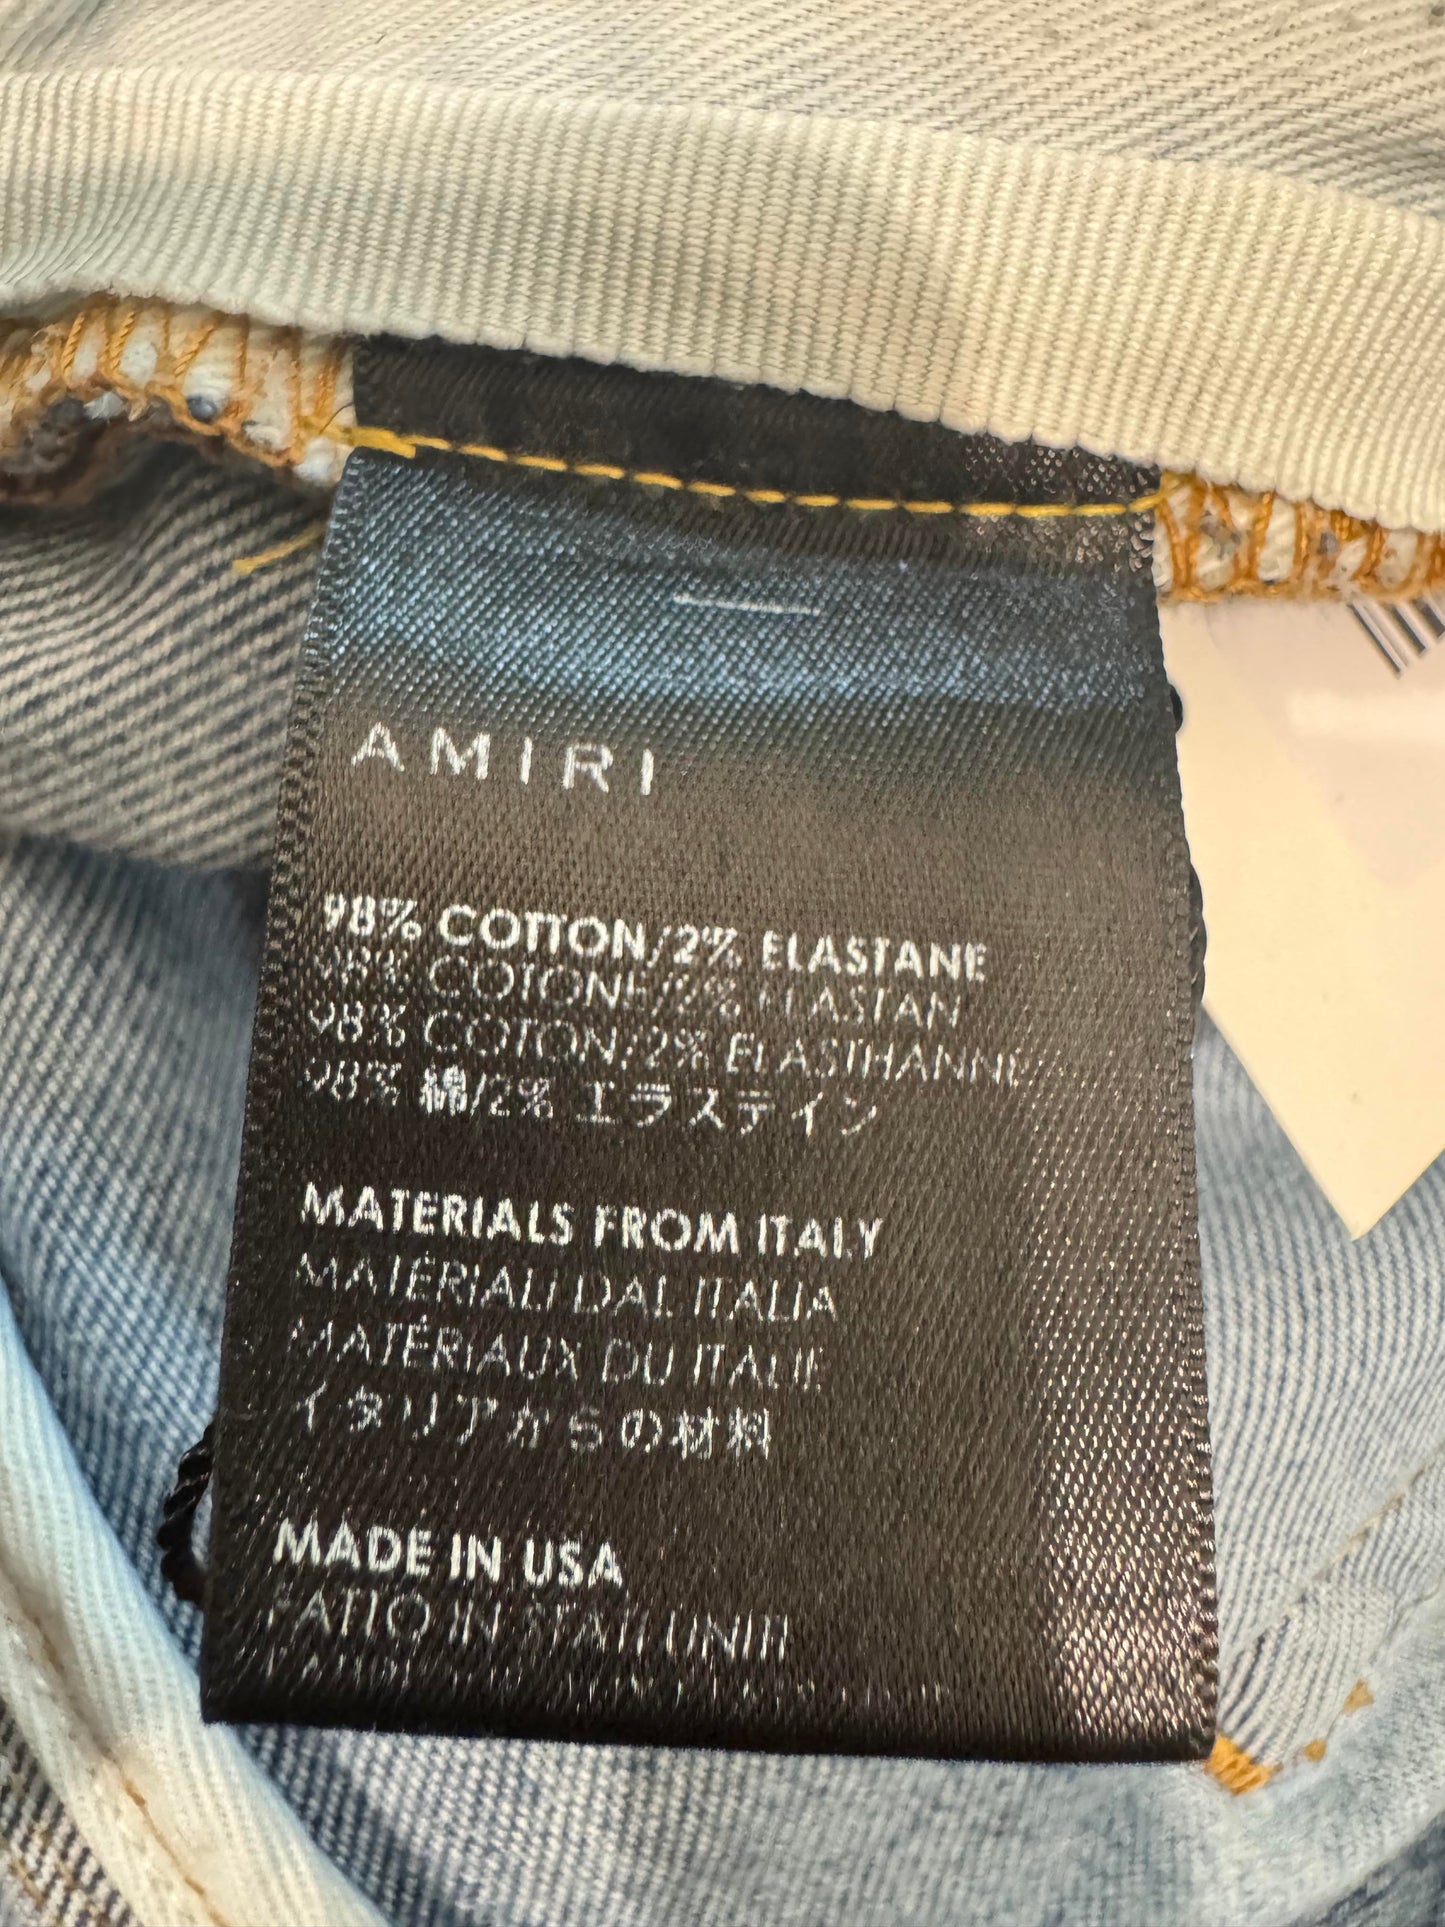 AMIRI
98% COTTON/2% ELASTANE
98% COTONE/2% ELASTAN
98% COTON/2% ELASTHANNE
98% 綿/2% エラステイン
MATERIALS FROM ITALY
MATERIALI DAL ITALIA
MATÉRIAUX DU ITALIE
イタリアからの材料
MADE IN USA
FATTO IN STATI UNITI